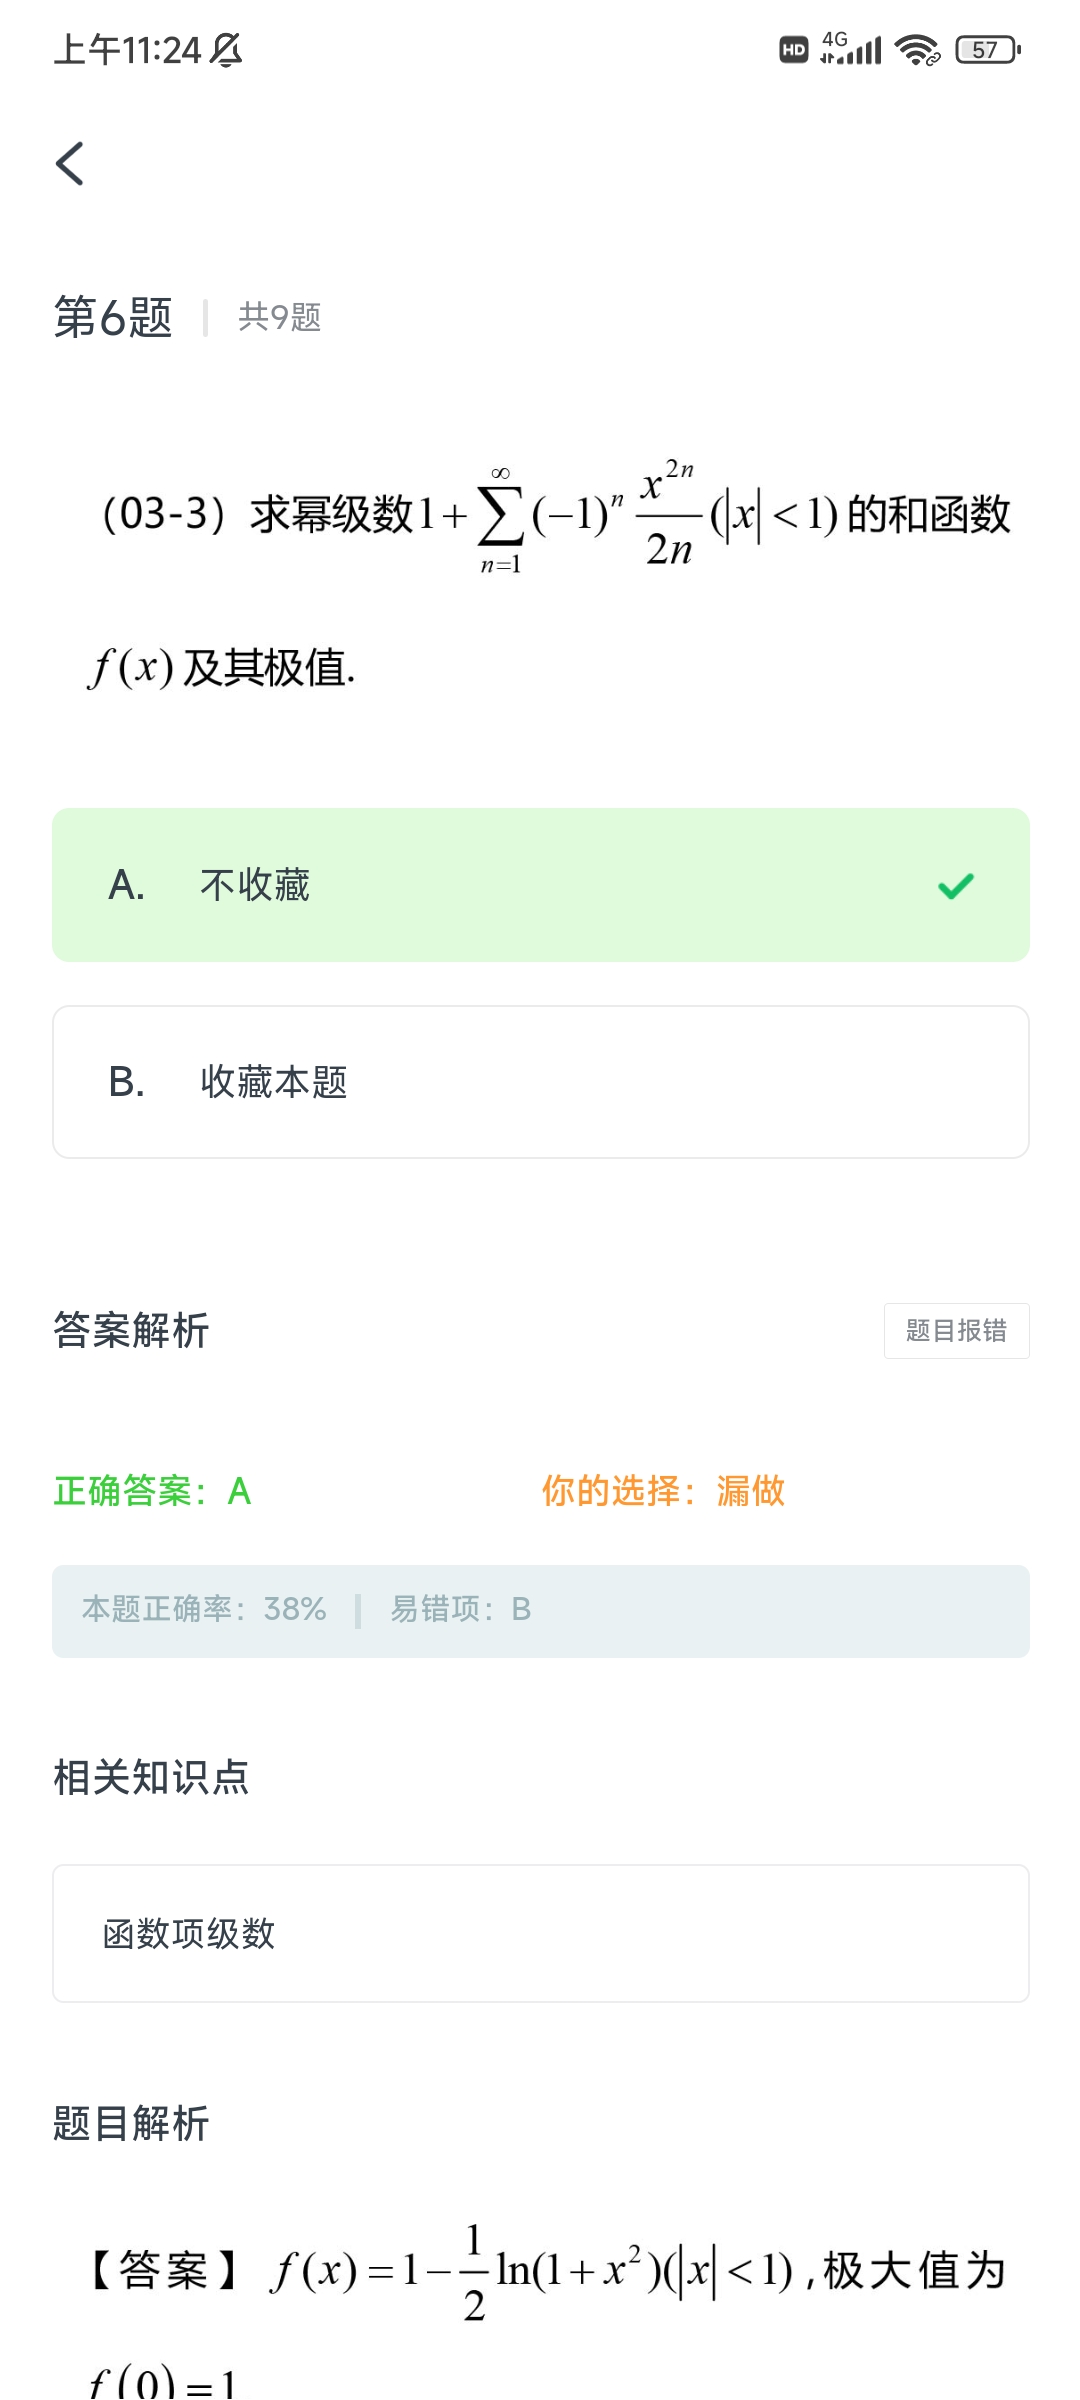 上午11:24 HD 4G 57
第6题 共9题
（03-3）求幂级数1+∑_{n=1}^{∞}(−1)^n x^{2n}/2n (|x|<1)的和函数
f(x)及其极值.
A. 不收藏
B. 收藏本题
答案解析 题目报错
正确答案：A 你的选择：漏做
本题正确率：38% 易错项：B
相关知识点
函数项级数
题目解析
【答案】f(x)=1−1/2 ln(1+x²)(|x|<1),极大值为
f(0)=1